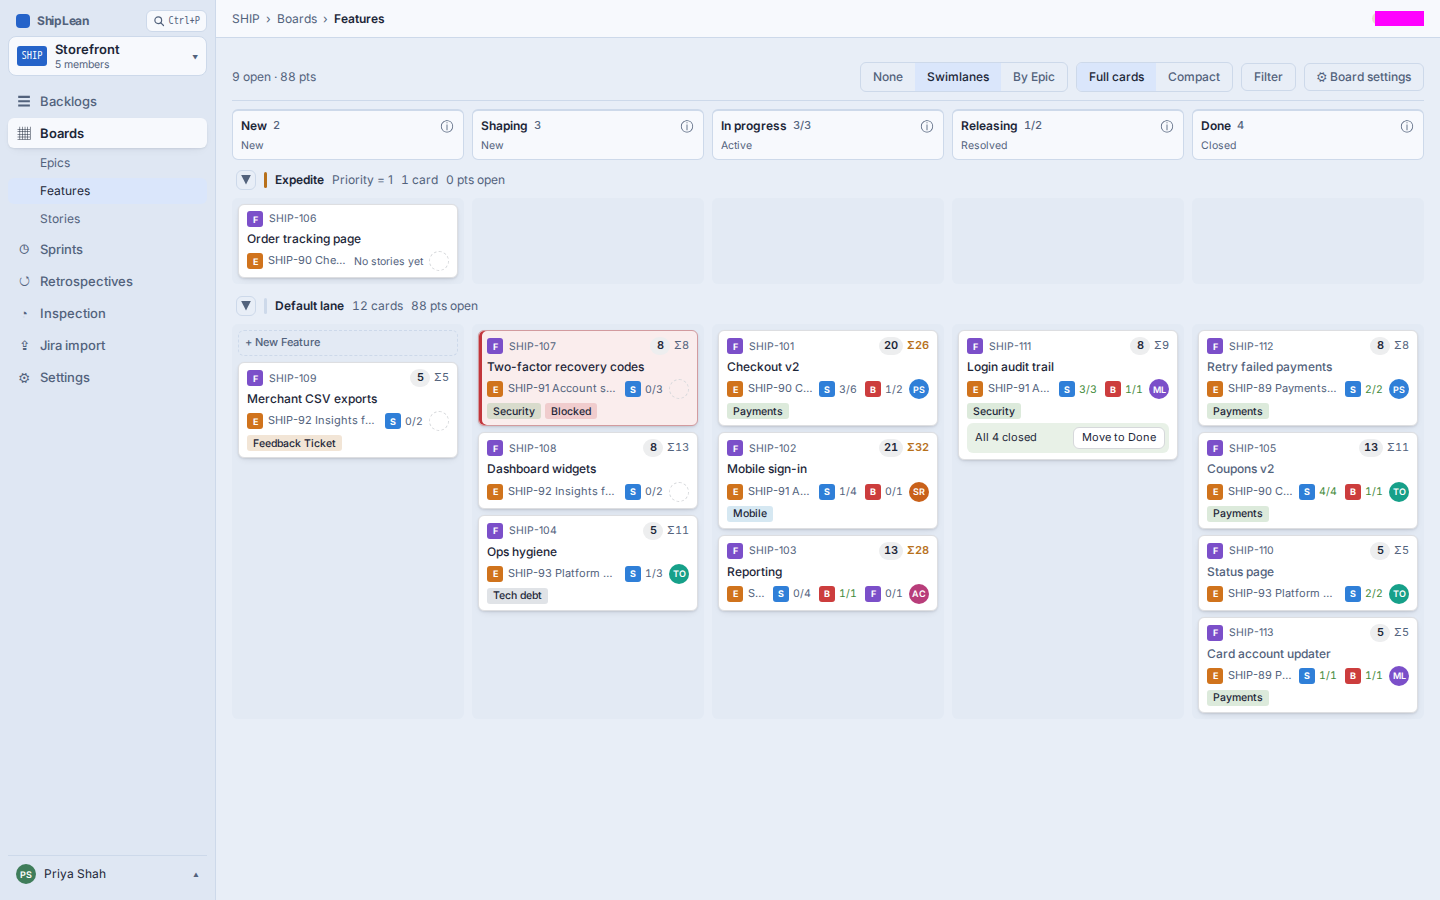 ShipLean
Ctrl+P
SHIP
Storefront
5 members
Backlogs
Boards
Epics
Features
Stories
Sprints
Retrospectives
Inspection
Jira import
Settings
PS
Priya Shah
SHIP › Boards › Features
9 open · 88 pts
None
Swimlanes
By Epic
Full cards
Compact
Filter
Board settings
New 2
New
Shaping 3
New
In progress 3/3
Active
Releasing 1/2
Resolved
Done 4
Closed
Expedite Priority = 1 1 card 0 pts open
F SHIP-106
Order tracking page
E SHIP-90 Che... No stories yet
Default lane 12 cards 88 pts open
+ New Feature
F SHIP-109 5 Σ5
Merchant CSV exports
E SHIP-92 Insights f... S 0/2
Feedback Ticket
F SHIP-107 8 Σ8
Two-factor recovery codes
E SHIP-91 Account s... S 0/3
Security Blocked
F SHIP-108 8 Σ13
Dashboard widgets
E SHIP-92 Insights f... S 0/2
F SHIP-104 5 Σ11
Ops hygiene
E SHIP-93 Platform ... S 1/3 TO
Tech debt
F SHIP-101 20 Σ26
Checkout v2
E SHIP-90 C... S 3/6 B 1/2 PS
Payments
F SHIP-102 21 Σ32
Mobile sign-in
E SHIP-91 A... S 1/4 B 0/1 SR
Mobile
F SHIP-103 13 Σ28
Reporting
E S... S 0/4 B 1/1 F 0/1 AC
F SHIP-111 8 Σ9
Login audit trail
E SHIP-91 A... S 3/3 B 1/1 ML
Security
All 4 closed Move to Done
F SHIP-112 8 Σ8
Retry failed payments
E SHIP-89 Payments... S 2/2 PS
Payments
F SHIP-105 13 Σ11
Coupons v2
E SHIP-90 C... S 4/4 B 1/1 TO
Payments
F SHIP-110 5 Σ5
Status page
E SHIP-93 Platform ... S 2/2 TO
F SHIP-113 5 Σ5
Card account updater
E SHIP-89 P... S 1/1 B 1/1 ML
Payments